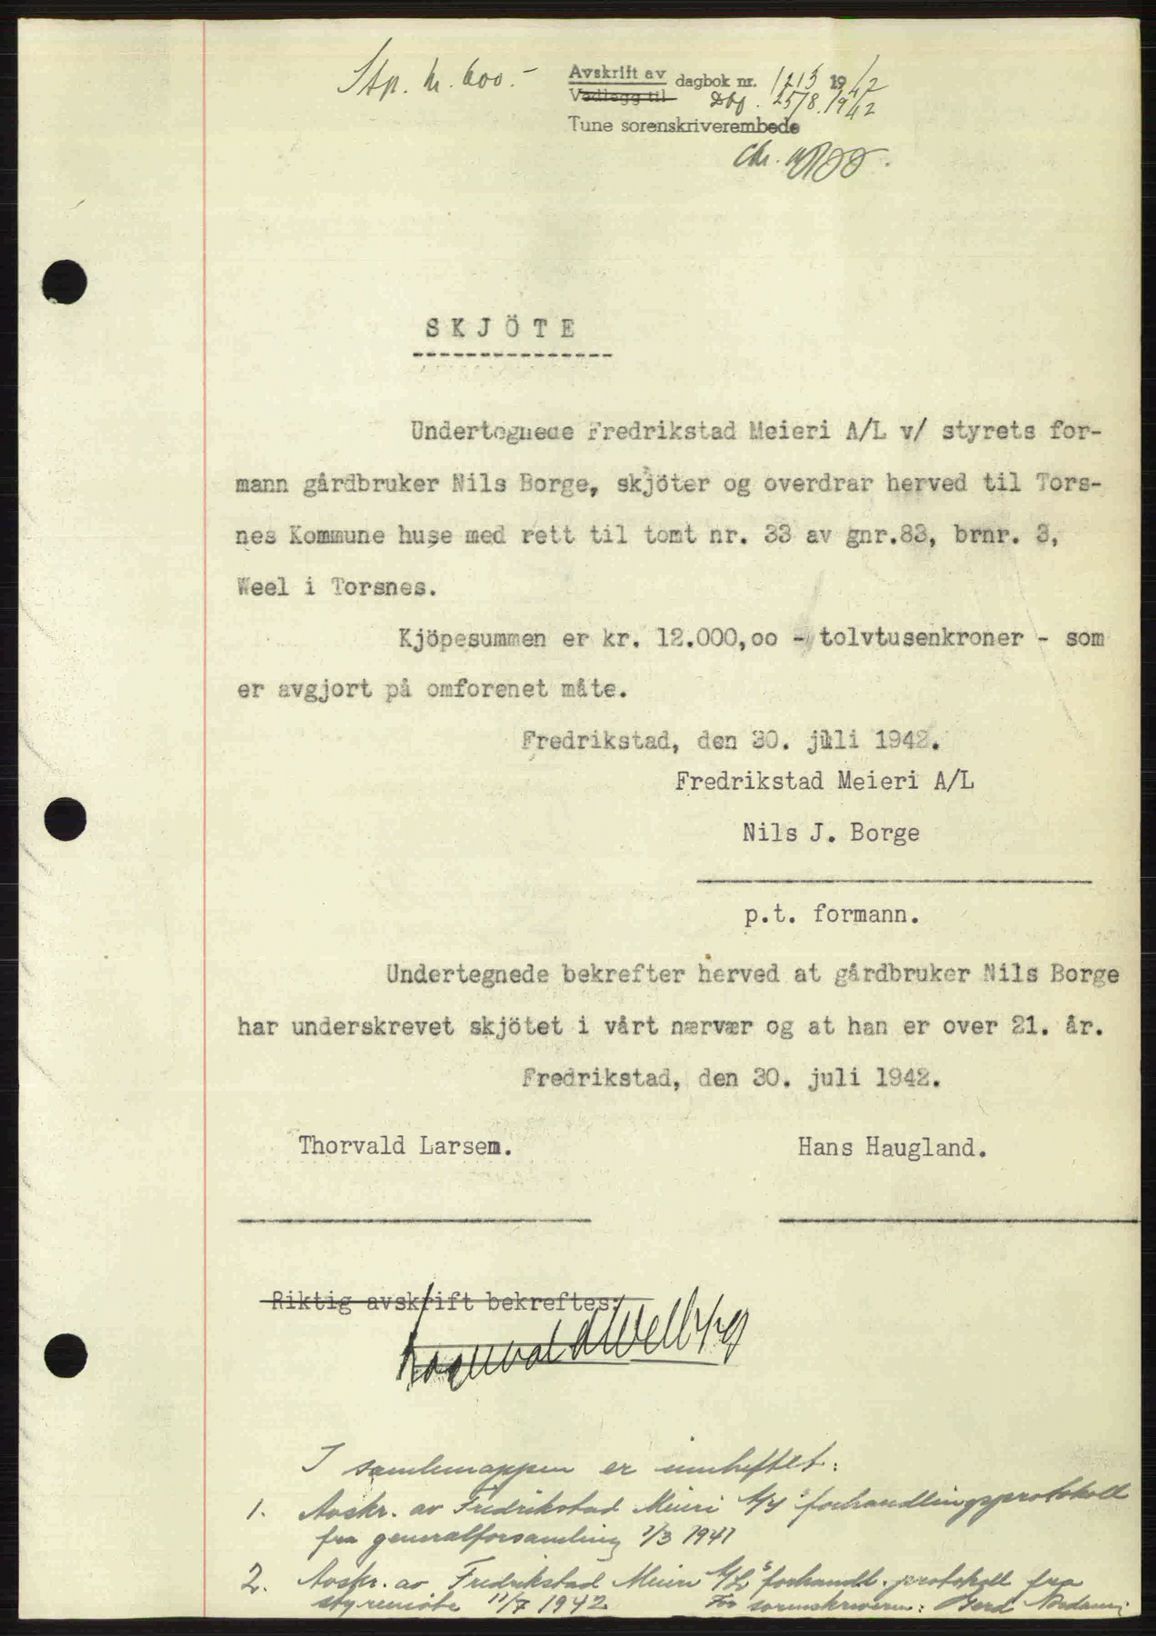 Stp. kr. 600.-
Avskrift av dagbok nr. 1213 1942
Vedlegg til Dbf. 25/8.1942
Tune sorenskriverembede
SKJÖTE
Undertegnede Fredrikstad Meieri A/L v/ styrets for-
mann gårdbruker Nils Borge, skjöter og overdrar herved til Tors-
nes Kommune huse med rett til tomt nr. 33 av gnr.83, brnr. 3,
Weel i Torsnes.
Kjöpesummen er kr. 12.000,oo - tolvtusenkroner - som
er avgjort på omforenet måte.
Fredrikstad, den 30. juli 1942.
Fredrikstad Meieri A/L
Nils J. Borge
p.t. formann.
Undertegnede bekrefter herved at gårdbruker Nils Borge
har underskrevet skjötet i vårt nærvær og at han er over 21. år.
Fredrikstad, den 30. juli 1942.
Thorvald Larsem. Hans Haugland.
Riktig avskrift bekreftes:
I samlemappen er innheftet:
1. Avskr. av Fredrikstad Meieri A/L's forhandlingsprotokoll
fra generalforsamling 1/3 1941
2. Avskr. av Fredrikstad Meieri A/L's forhandl. protokoll fra
styremöte 11/7 1942 For sorenskriveren: Gerd